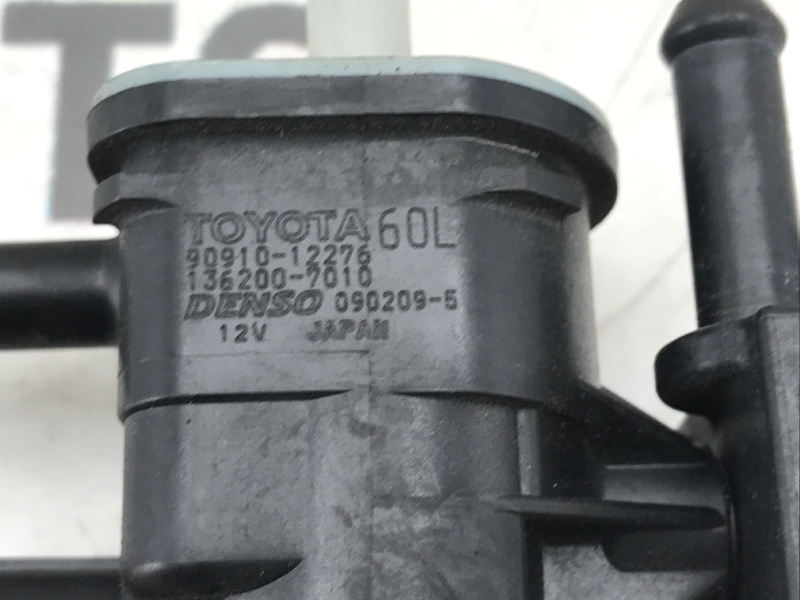 TOYOTA 60L
90910-12276
136200-7010
DENSO 090209-5
12V JAPAN